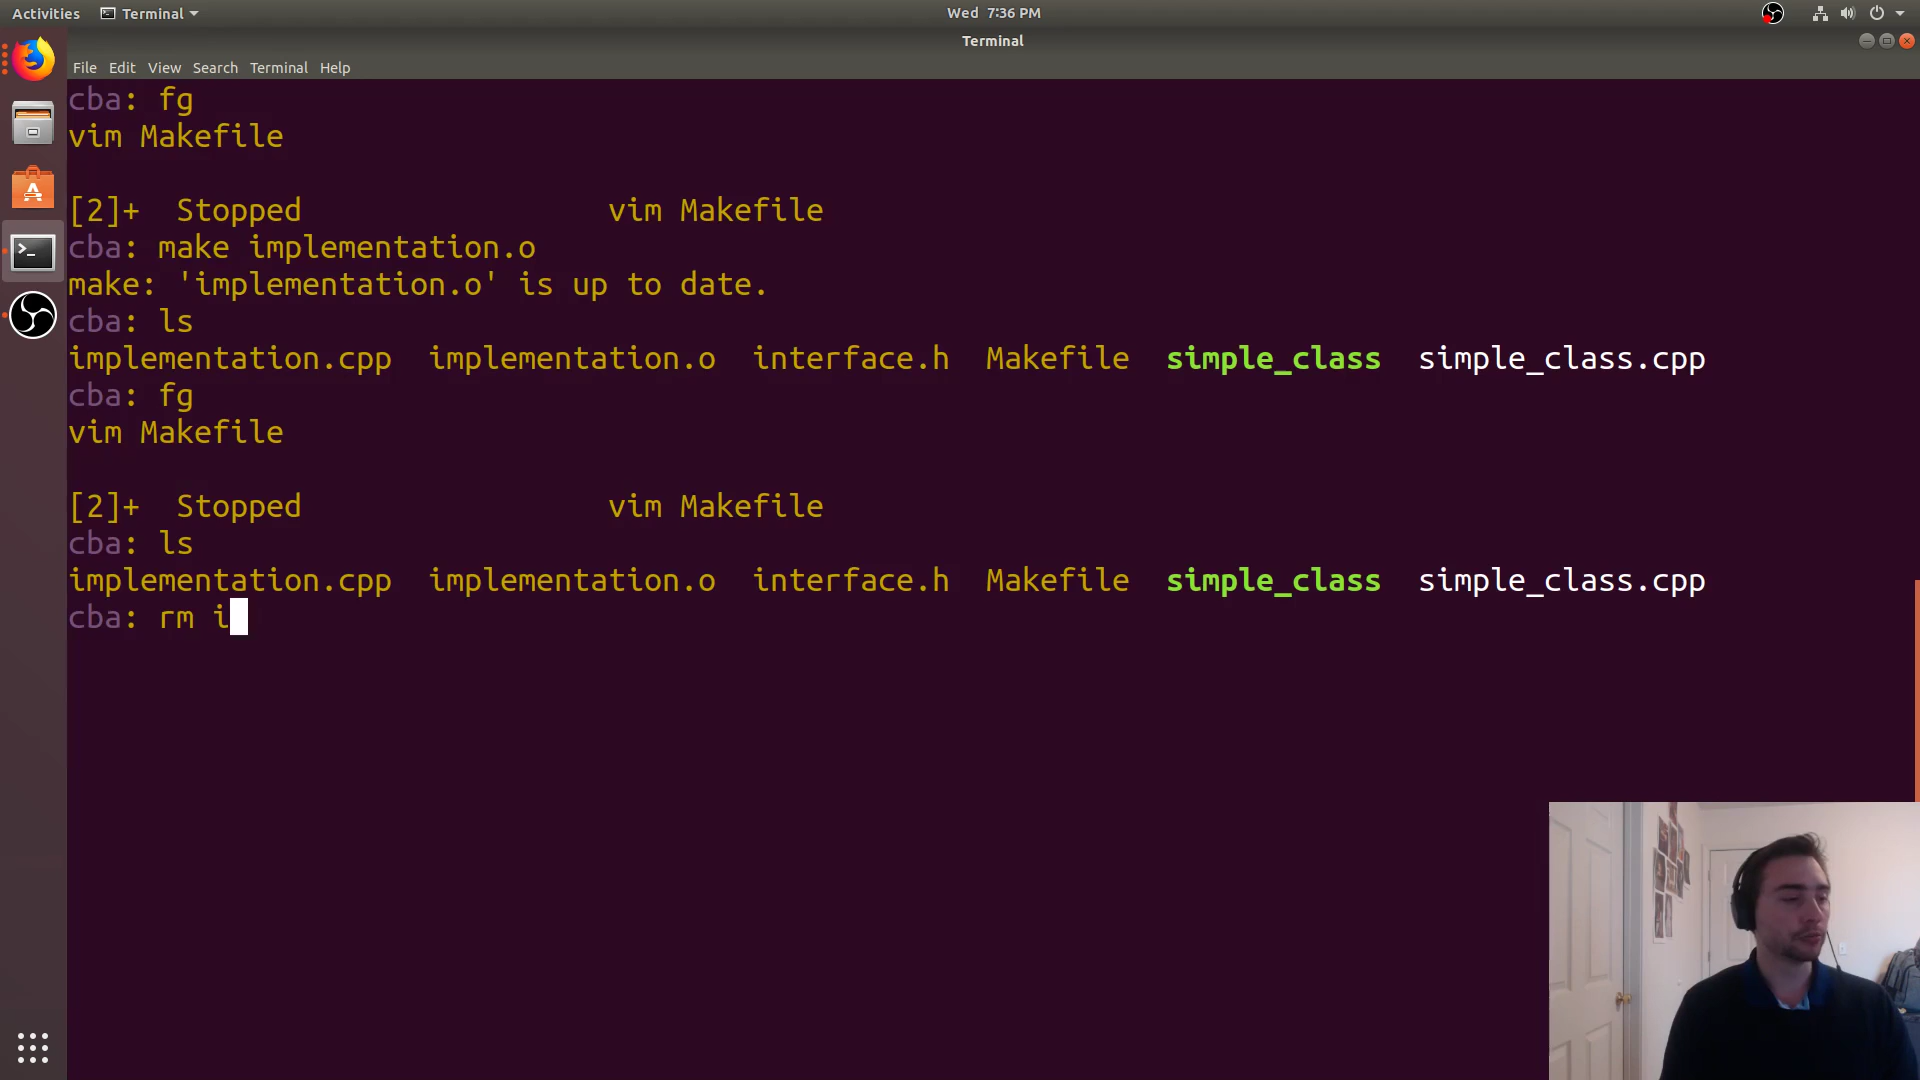 Activities Terminal Wed 7:36 PM
Terminal
File Edit View Search Terminal Help
cba: fg
vim Makefile
[2]+ Stopped vim Makefile
cba: make implementation.o
make: 'implementation.o' is up to date.
cba: ls
implementation.cpp implementation.o interface.h Makefile simple_class simple_class.cpp
cba: fg
vim Makefile
[2]+ Stopped vim Makefile
cba: ls
implementation.cpp implementation.o interface.h Makefile simple_class simple_class.cpp
cba: rm i